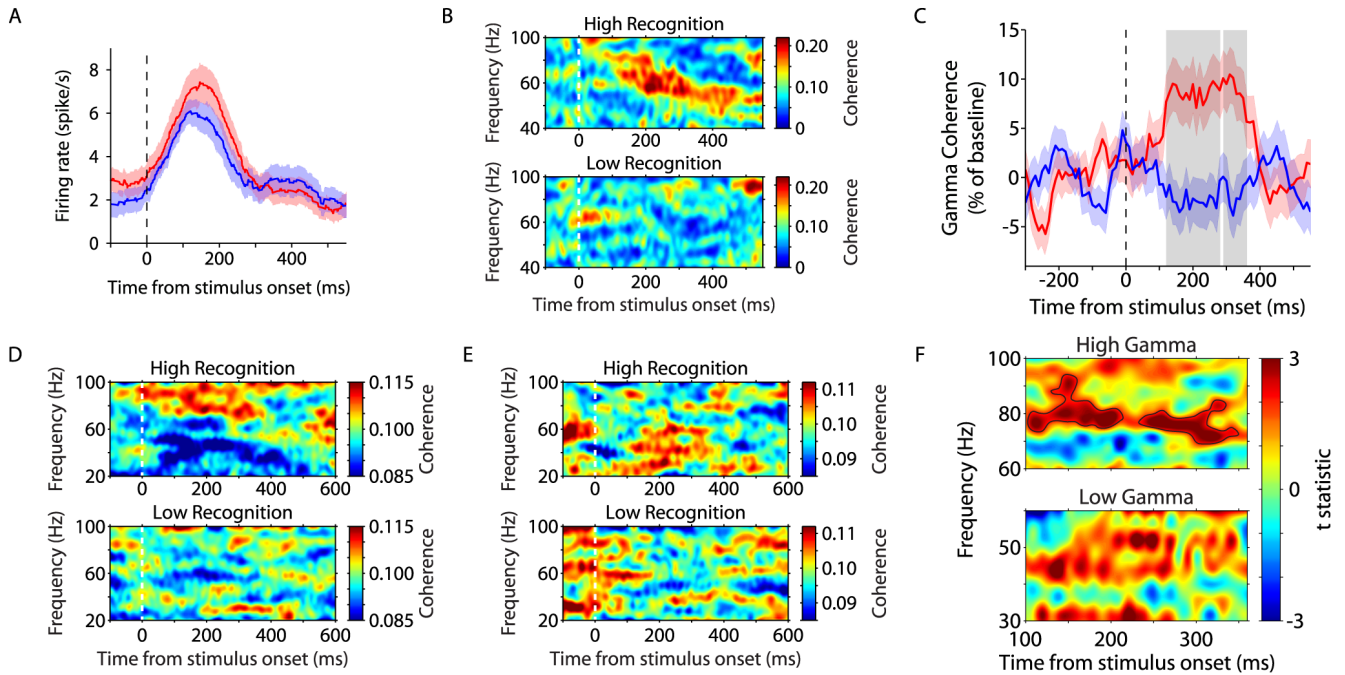 A
Firing rate (spike/s)
8
6
4
2
0
0
200
400
Time from stimulus onset (ms)
B
High Recognition
Frequency (Hz)
100
60
40
0
200
400
0.20
0.10
0
Coherence
Low Recognition
Frequency (Hz)
100
60
40
0
200
400
0.20
0.10
0
Coherence
Time from stimulus onset (ms)
C
Gamma Coherence
(% of baseline)
15
10
5
0
-5
-200
0
200
400
Time from stimulus onset (ms)
D
High Recognition
Frequency (Hz)
100
60
20
0
200
400
600
0.115
0.100
0.085
Coherence
Low Recognition
Frequency (Hz)
100
60
20
0
200
400
600
0.115
0.100
0.085
Coherence
Time from stimulus onset (ms)
E
High Recognition
Frequency (Hz)
100
60
20
0
200
400
600
0.11
0.10
0.09
Coherence
Low Recognition
Frequency (Hz)
100
60
20
0
200
400
600
0.11
0.10
0.09
Coherence
Time from stimulus onset (ms)
F
High Gamma
100
80
60
Low Gamma
50
30
Frequency (Hz)
100
200
300
Time from stimulus onset (ms)
3
0
-3
t statistic